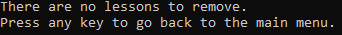 There are no lessons to remove.
Press any key to go back to the main menu.